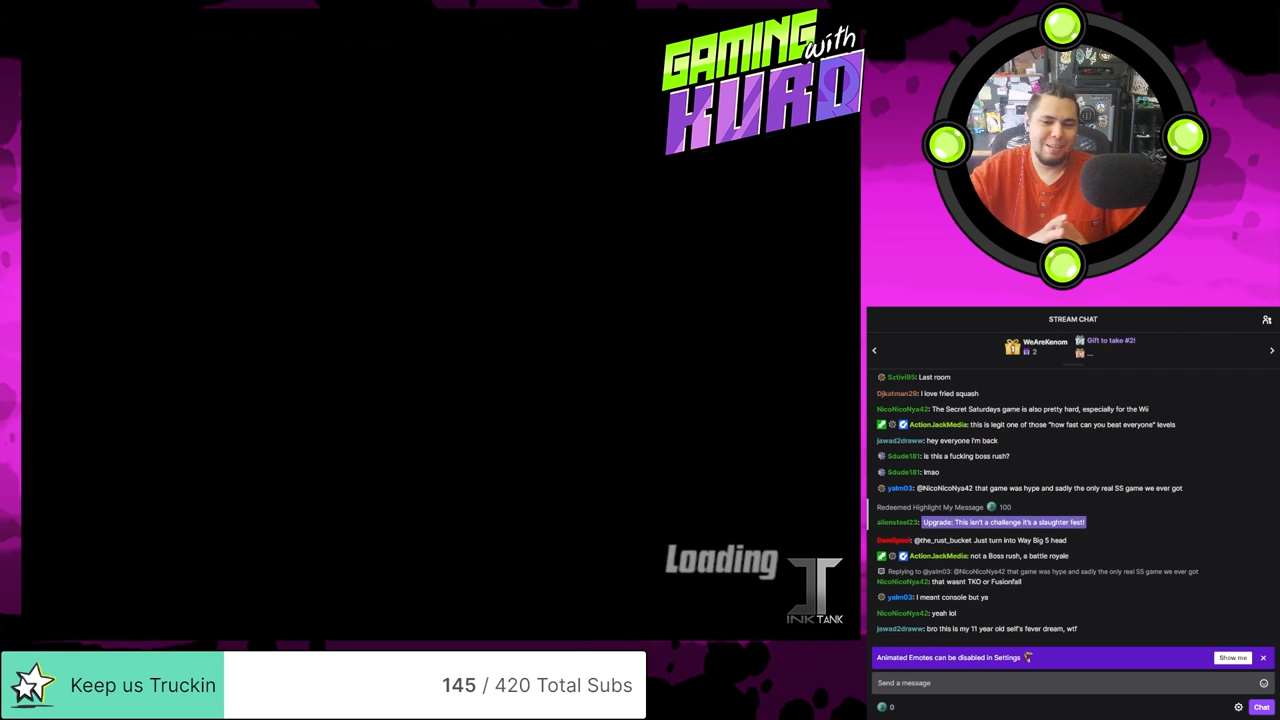 GAMING with
KURO
Loading
INK TANK
Keep us Truckin
145 / 420 Total Subs
STREAM CHAT
WeAreKenom
2
Gift to take #2!
...
Sztivi95: Last room
Djkatman29: I love fried squash
NicoNicoNya42: The Secret Saturdays game is also pretty hard, especially for the Wii
ActionJackMedia: this is legit one of those "how fast can you beat everyone" levels
jawad2draww: hey everyone I'm back
Sdude181: Is this a fucking boss rush?
Sdude181: lmao
yalm03: @NicoNicoNya42 that game was hype and sadly the only real SS game we ever got
Redeemed Highlight My Message 100
aliensteel23: Upgrade: This isn't a challenge it's a slaughter fest!
@the_rust_bucket Just turn into Way Big 5 head
ActionJackMedia: not a Boss rush, a battle royale
Replying to @yalm03: @NicoNicoNya42 that game was hype and sadly the only real SS game we ever got
NicoNicoNya42: that wasnt TKO or Fusionfall
yalm03: I meant console but ya
NicoNicoNya42: yeah lol
jawad2draww: bro this is my 11 year old self's fever dream, wtf
Animated Emotes can be disabled in Settings
Show me
Send a message
0
Chat